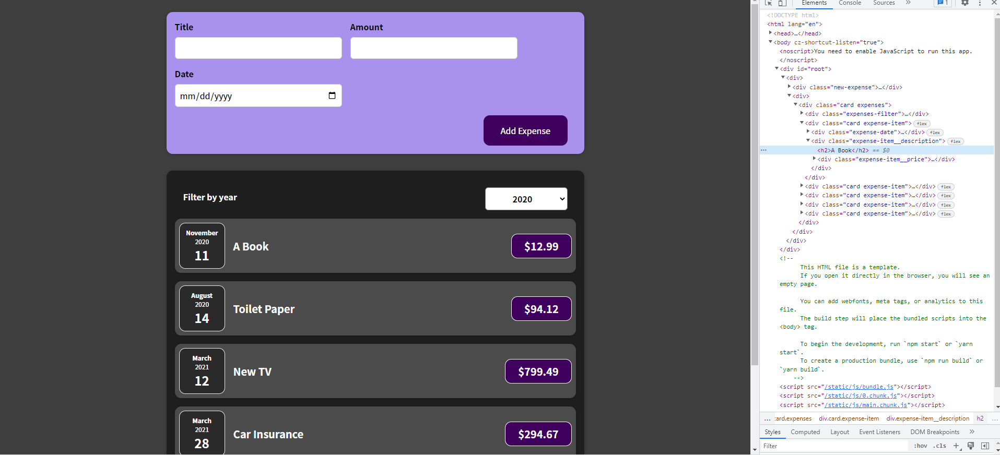 Title
Amount
Date
mm/dd/yyyy
Add Expense
Filter by year
2020
November
2020
11
A Book
$12.99
August
2020
14
Toilet Paper
$94.12
March
2021
12
New TV
$799.49
March
2021
28
Car Insurance
$294.67
Elements Console Sources » 1
<!DOCTYPE html>
<html lang="en">
<head>…</head>
<body cz-shortcut-listen="true">
<noscript>You need to enable JavaScript to run this app.
</noscript>
<div id="root">
<div>
<div class="new-expense">…</div>
<div>
<div class="card expenses">
<div class="expenses-filter">…</div>
<div class="card expense-item"> flex
<div class="expense-date">…</div> flex
<div class="expense-item__description"> flex
<h2>A Book</h2> == $0
<div class="expense-item__price">…</div>
</div>
</div>
<div class="card expense-item">…</div> flex
<div class="card expense-item">…</div> flex
<div class="card expense-item">…</div> flex
<div class="card expense-item">…</div> flex
</div>
</div>
</div>
</div>
<!--
This HTML file is a template.
If you open it directly in the browser, you will see an
empty page.
You can add webfonts, meta tags, or analytics to this
file.
The build step will place the bundled scripts into the
<body> tag.
To begin the development, run `npm start` or `yarn
start`.
To create a production bundle, use `npm run build` or
`yarn build`.
-->
<script src="/static/js/bundle.js"></script>
<script src="/static/js/0.chunk.js"></script>
<script src="/static/js/main.chunk.js"></script>
... card.expenses div.card.expense-item div.expense-item__description h2 ...
Styles Computed Layout Event Listeners DOM Breakpoints »
Filter :hov .cls +